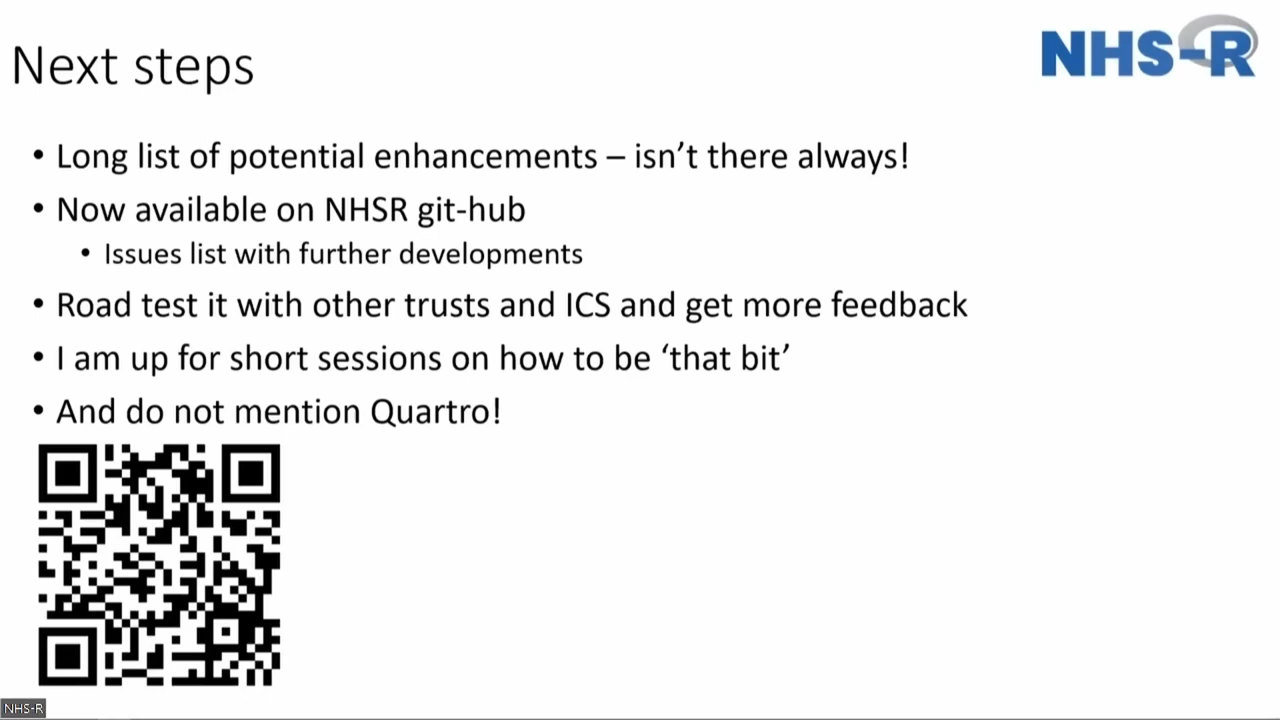 Next steps
NHS-R
• Long list of potential enhancements – isn’t there always!
• Now available on NHSR git-hub
• Issues list with further developments
• Road test it with other trusts and ICS and get more feedback
• I am up for short sessions on how to be ‘that bit’
• And do not mention Quartro!
NHS-R